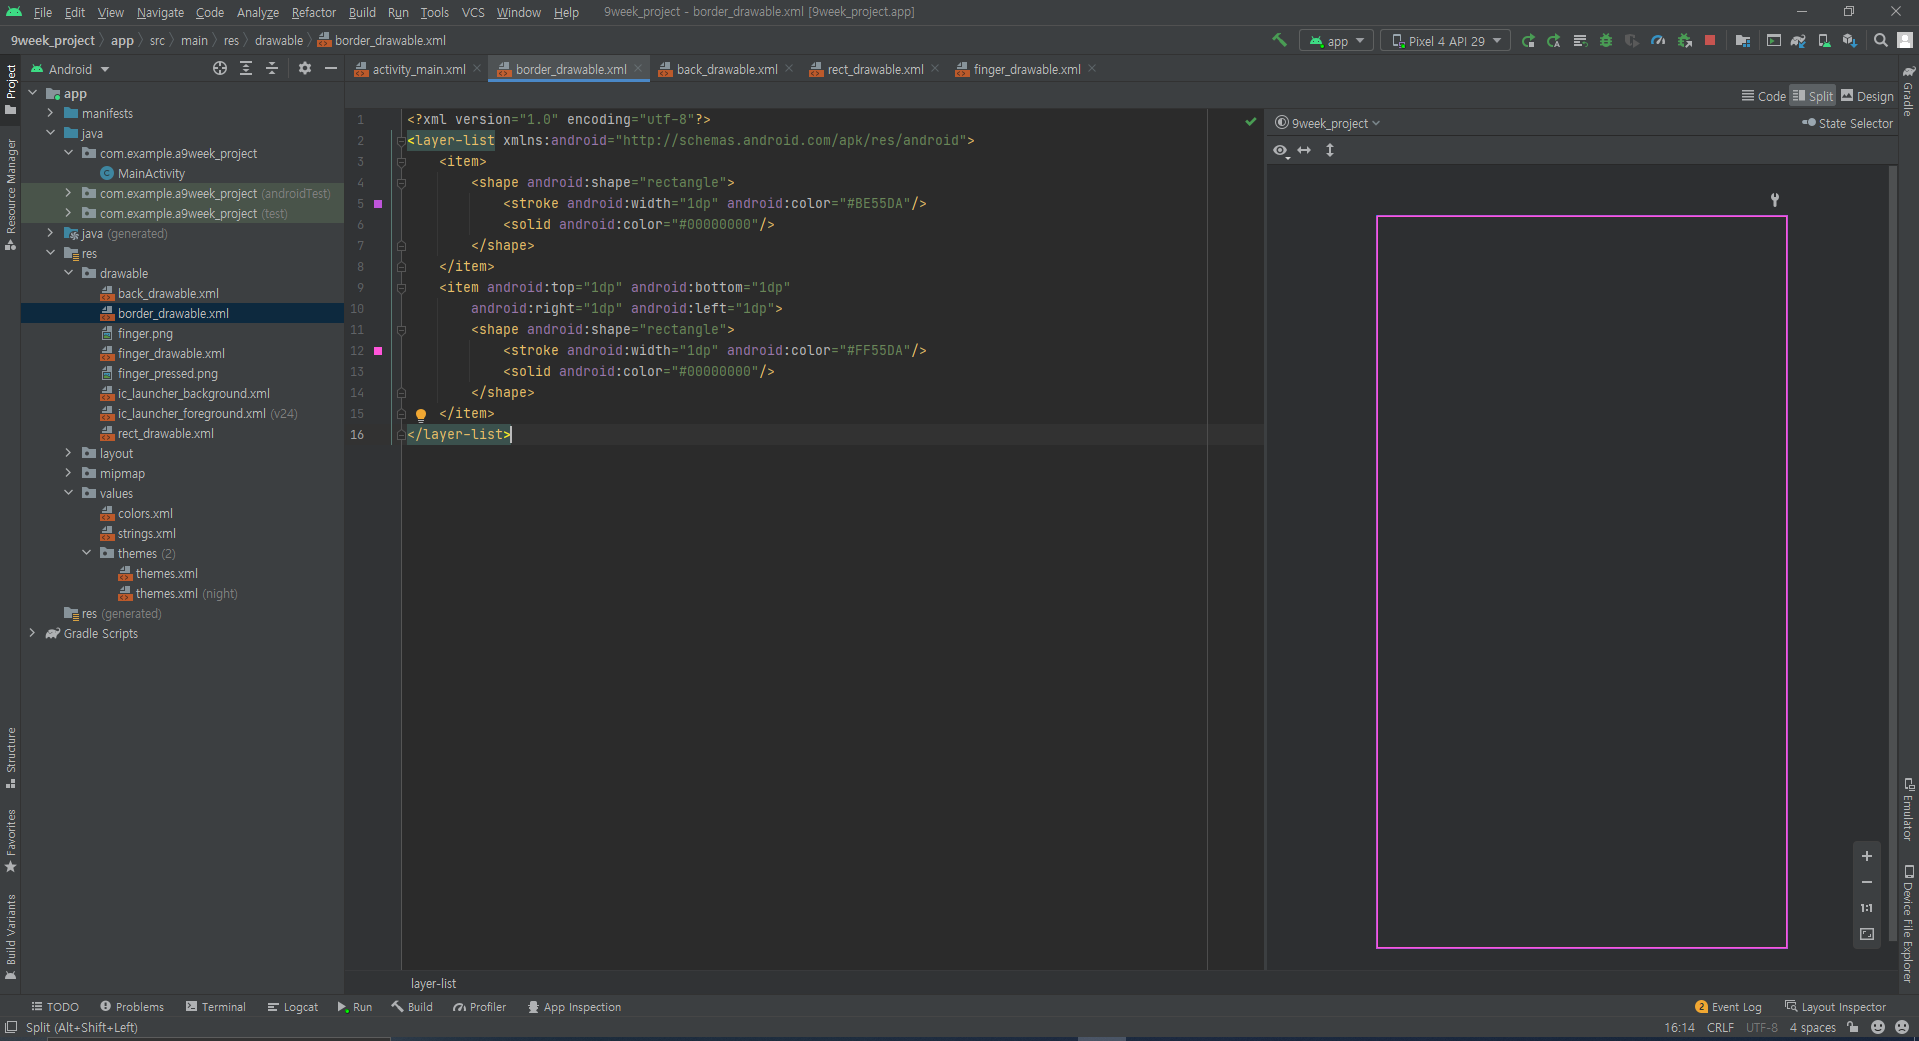 File Edit View Navigate Code Analyze Refactor Build Run Tools VCS Window Help 9week_project - border_drawable.xml [9week_project.app]
9week_project app src main res drawable border_drawable.xml app Pixel 4 API 29
Android activity_main.xml border_drawable.xml back_drawable.xml rect_drawable.xml finger_drawable.xml
Code Split Design
Project
Resource Manager
Structure
Favorites
Build Variants
app
manifests
java
com.example.a9week_project
MainActivity
com.example.a9week_project (androidTest)
com.example.a9week_project (test)
java (generated)
res
drawable
back_drawable.xml
border_drawable.xml
finger.png
finger_drawable.xml
finger_pressed.png
ic_launcher_background.xml
ic_launcher_foreground.xml (v24)
rect_drawable.xml
layout
mipmap
values
colors.xml
strings.xml
themes (2)
themes.xml
themes.xml (night)
res (generated)
Gradle Scripts
1 <?xml version="1.0" encoding="utf-8"?>
2 <layer-list xmlns:android="http://schemas.android.com/apk/res/android">
3 <item>
4 <shape android:shape="rectangle">
5 <stroke android:width="1dp" android:color="#BE55DA"/>
6 <solid android:color="#00000000"/>
7 </shape>
8 </item>
9 <item android:top="1dp" android:bottom="1dp"
10 android:right="1dp" android:left="1dp">
11 <shape android:shape="rectangle">
12 <stroke android:width="1dp" android:color="#FF55DA"/>
13 <solid android:color="#00000000"/>
14 </shape>
15 </item>
16 </layer-list>
layer-list
9week_project State Selector
1:1
Gradle
Emulator
Device File Explorer
TODO Problems Terminal Logcat Run Build Profiler App Inspection 2 Event Log Layout Inspector
Split (Alt+Shift+Left) 16:14 CRLF UTF-8 4 spaces